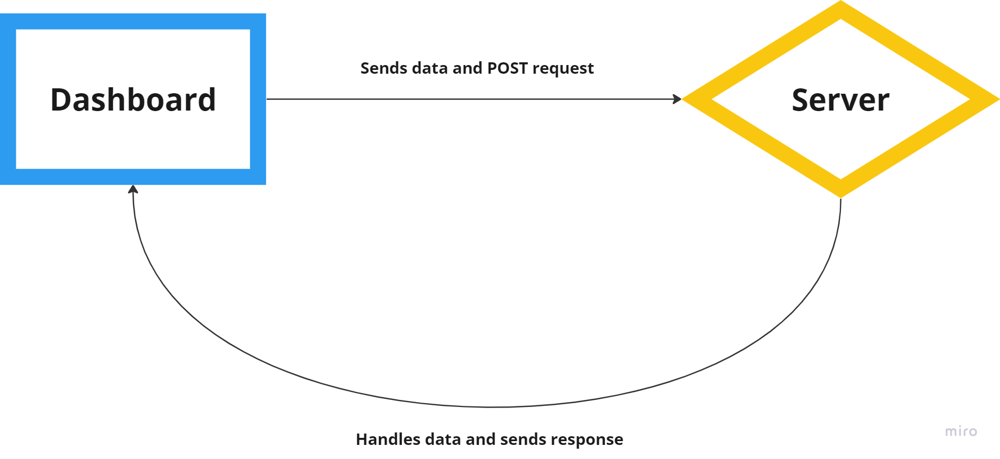 Sends data and POST request
Dashboard
Server
Handles data and sends response
miro